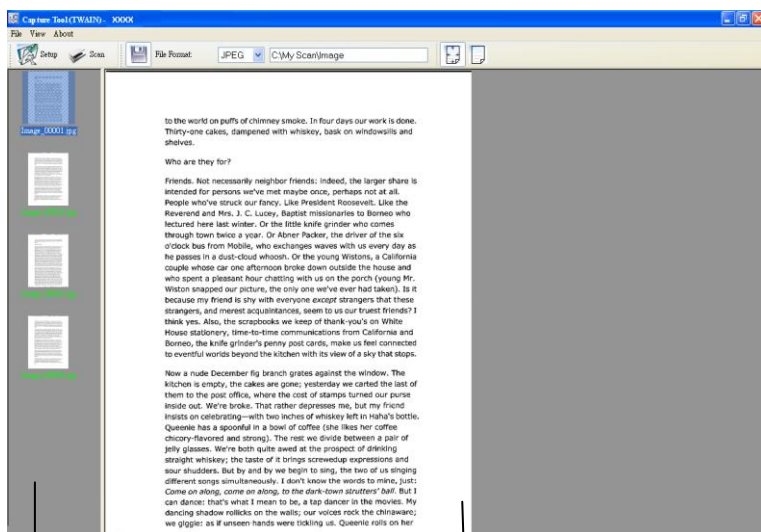 Capture Tool(TWAIN) - XXXX
File View About
Setup Scan File Format: JPEG C:\My Scan\Image
Image_00001.jpg
to the world on puffs of chimney smoke. In four days our work is done.
Thirty-one cakes, dampened with whiskey, bask on windowsills and
shelves.
Who are they for?
Friends. Not necessarily neighbor friends: indeed, the larger share is
intended for persons we've met maybe once, perhaps not at all.
People who've struck our fancy. Like President Roosevelt. Like the
Reverend and Mrs. J. C. Lucey, Baptist missionaries to Borneo who
lectured here last winter. Or the little knife grinder who comes
through town twice a year. Or Abner Packer, the driver of the six
o'clock bus from Mobile, who exchanges waves with us every day as
he passes in a dust-cloud whoosh. Or the young Wistons, a California
couple whose car one afternoon broke down outside the house and
who spent a pleasant hour chatting with us on the porch (young Mr.
Wiston snapped our picture, the only one we've ever had taken). Is it
because my friend is shy with everyone except strangers that these
strangers, and merest acquaintances, seem to us our truest friends? I
think yes. Also, the scrapbooks we keep of thank-you's on White
House stationery, time-to-time communications from California and
Borneo, the knife grinder's penny post cards, make us feel connected
to eventful worlds beyond the kitchen with its view of a sky that stops.
Now a nude December fig branch grates against the window. The
kitchen is empty, the cakes are gone; yesterday we carted the last of
them to the post office, where the cost of stamps turned our purse
inside out. We're broke. That rather depresses me, but my friend
insists on celebrating—with two inches of whiskey left in Haha's bottle.
Queenie has a spoonful in a bowl of coffee (she likes her coffee
chicory-flavored and strong). The rest we divide between a pair of
jelly glasses. We're both quite awed at the prospect of drinking
straight whiskey; the taste of it brings screwedup expressions and
sour shudders. But by and by we begin to sing, the two of us singing
different songs simultaneously. I don't know the words to mine, just:
Come on along, come on along, to the dark-town strutters' ball. But I
can dance: that's what I mean to be, a tap dancer in the movies. My
dancing shadow rollicks on the walls; our voices rock the chinaware;
we giggle: as if unseen hands were tickling us. Queenie rolls on her